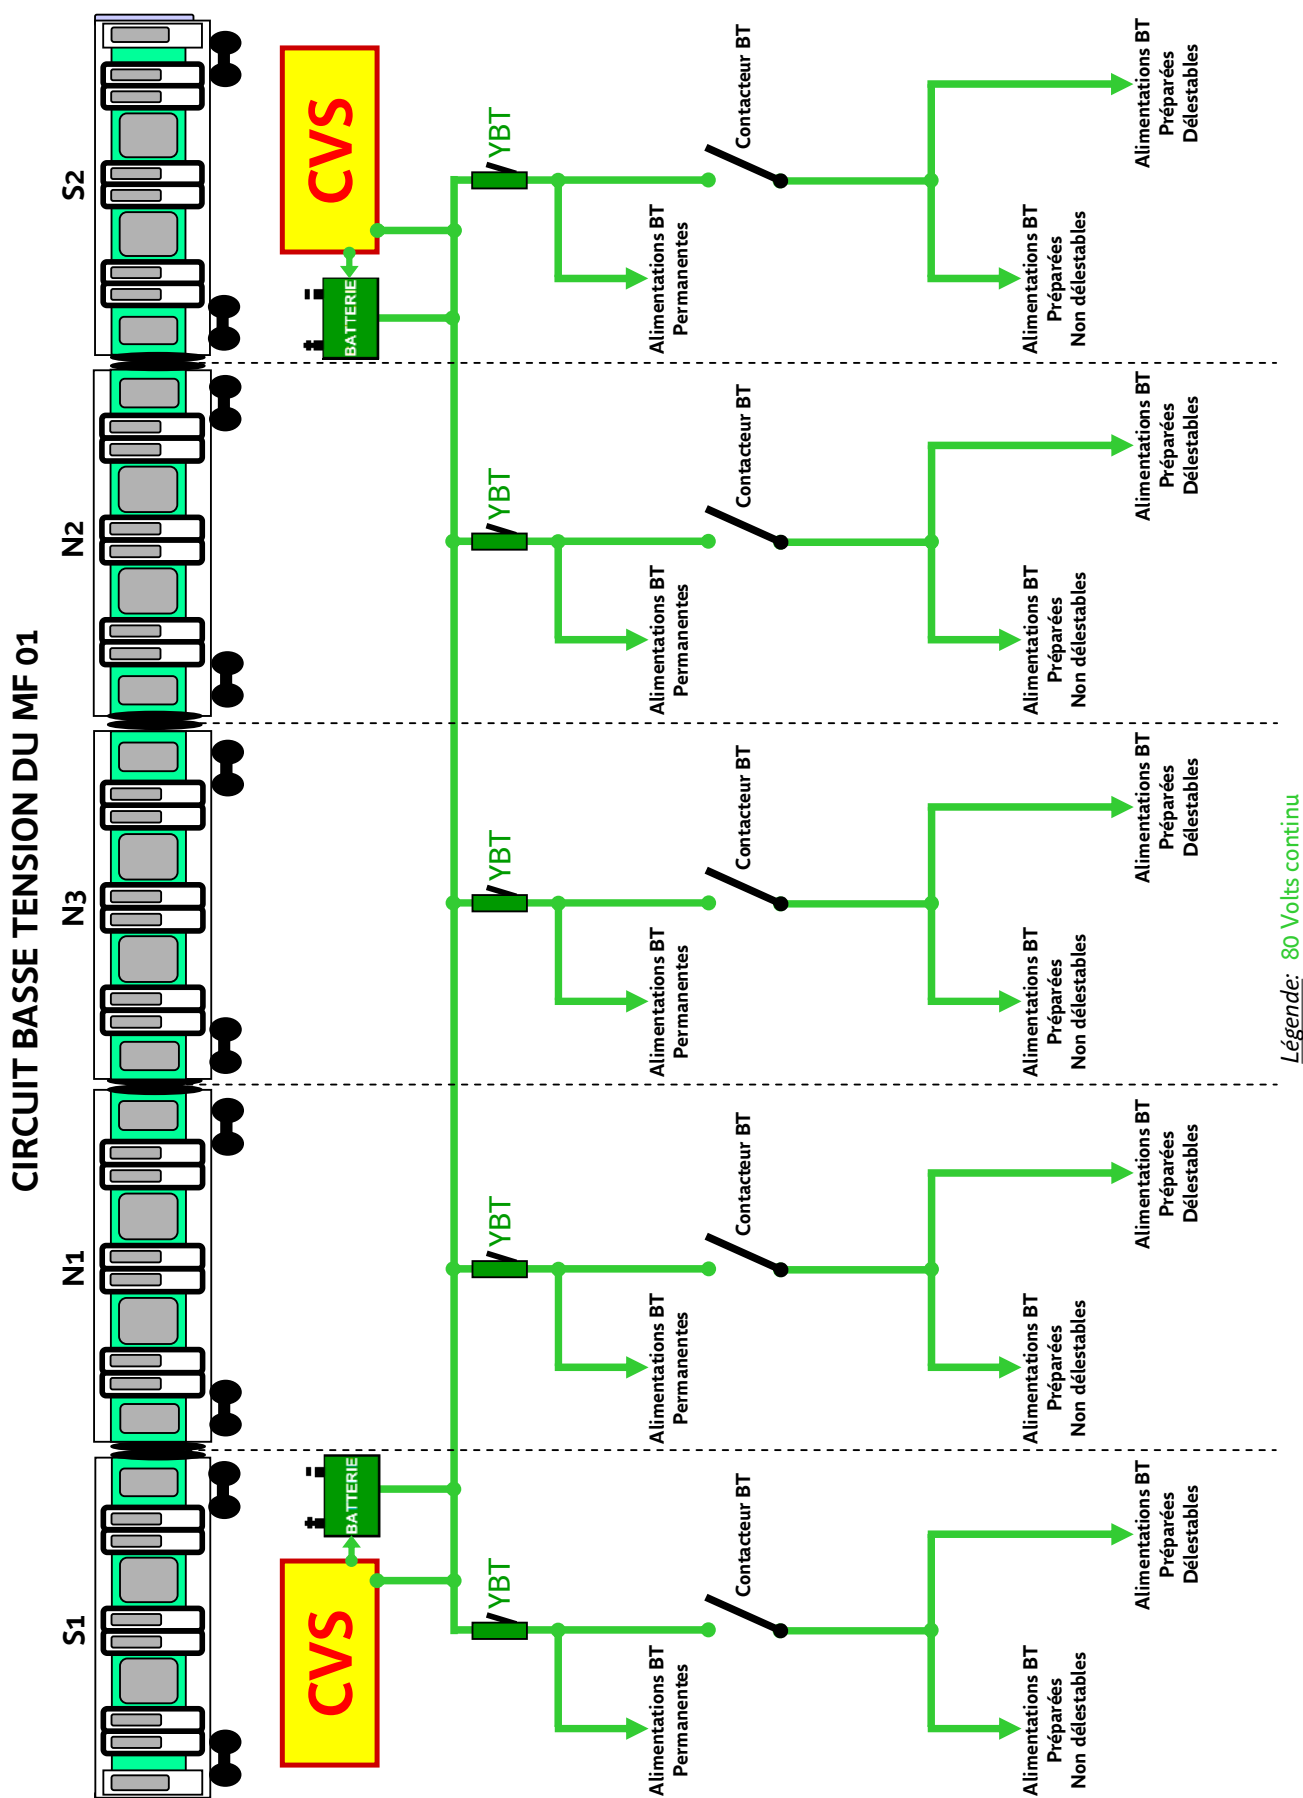 CIRCUIT BASSE TENSION DU MF 01
S1
N1
N3
N2
S2
CVS
BATTERIE
BATTERIE
CVS
YBT
YBT
YBT
YBT
YBT
Alimentations BT
Permanentes
Alimentations BT
Permanentes
Alimentations BT
Permanentes
Alimentations BT
Permanentes
Alimentations BT
Permanentes
Contacteur BT
Contacteur BT
Contacteur BT
Contacteur BT
Contacteur BT
Alimentations BT
Préparées
Non délestables
Alimentations BT
Préparées
Non délestables
Alimentations BT
Préparées
Non délestables
Alimentations BT
Préparées
Non délestables
Alimentations BT
Préparées
Non délestables
Alimentations BT
Préparées
Délestables
Alimentations BT
Préparées
Délestables
Alimentations BT
Préparées
Délestables
Alimentations BT
Préparées
Délestables
Alimentations BT
Préparées
Délestables
Légende: 80 Volts continu